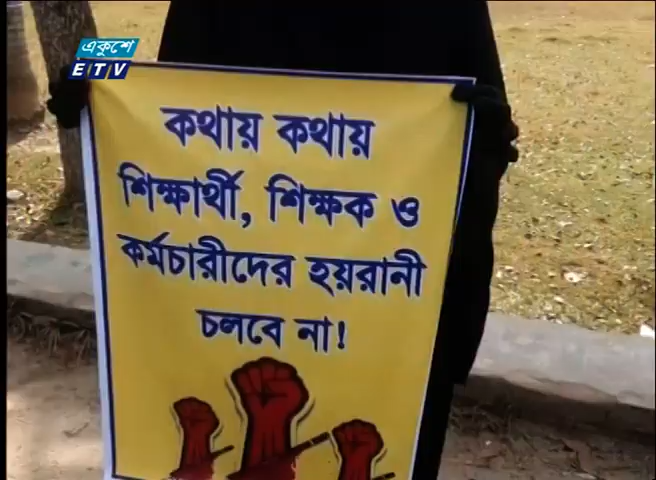 একুশে
ETV
কথায় কথায়
শিক্ষার্থী, শিক্ষক ও
কর্মচারীদের হয়রানী
চলবে না!